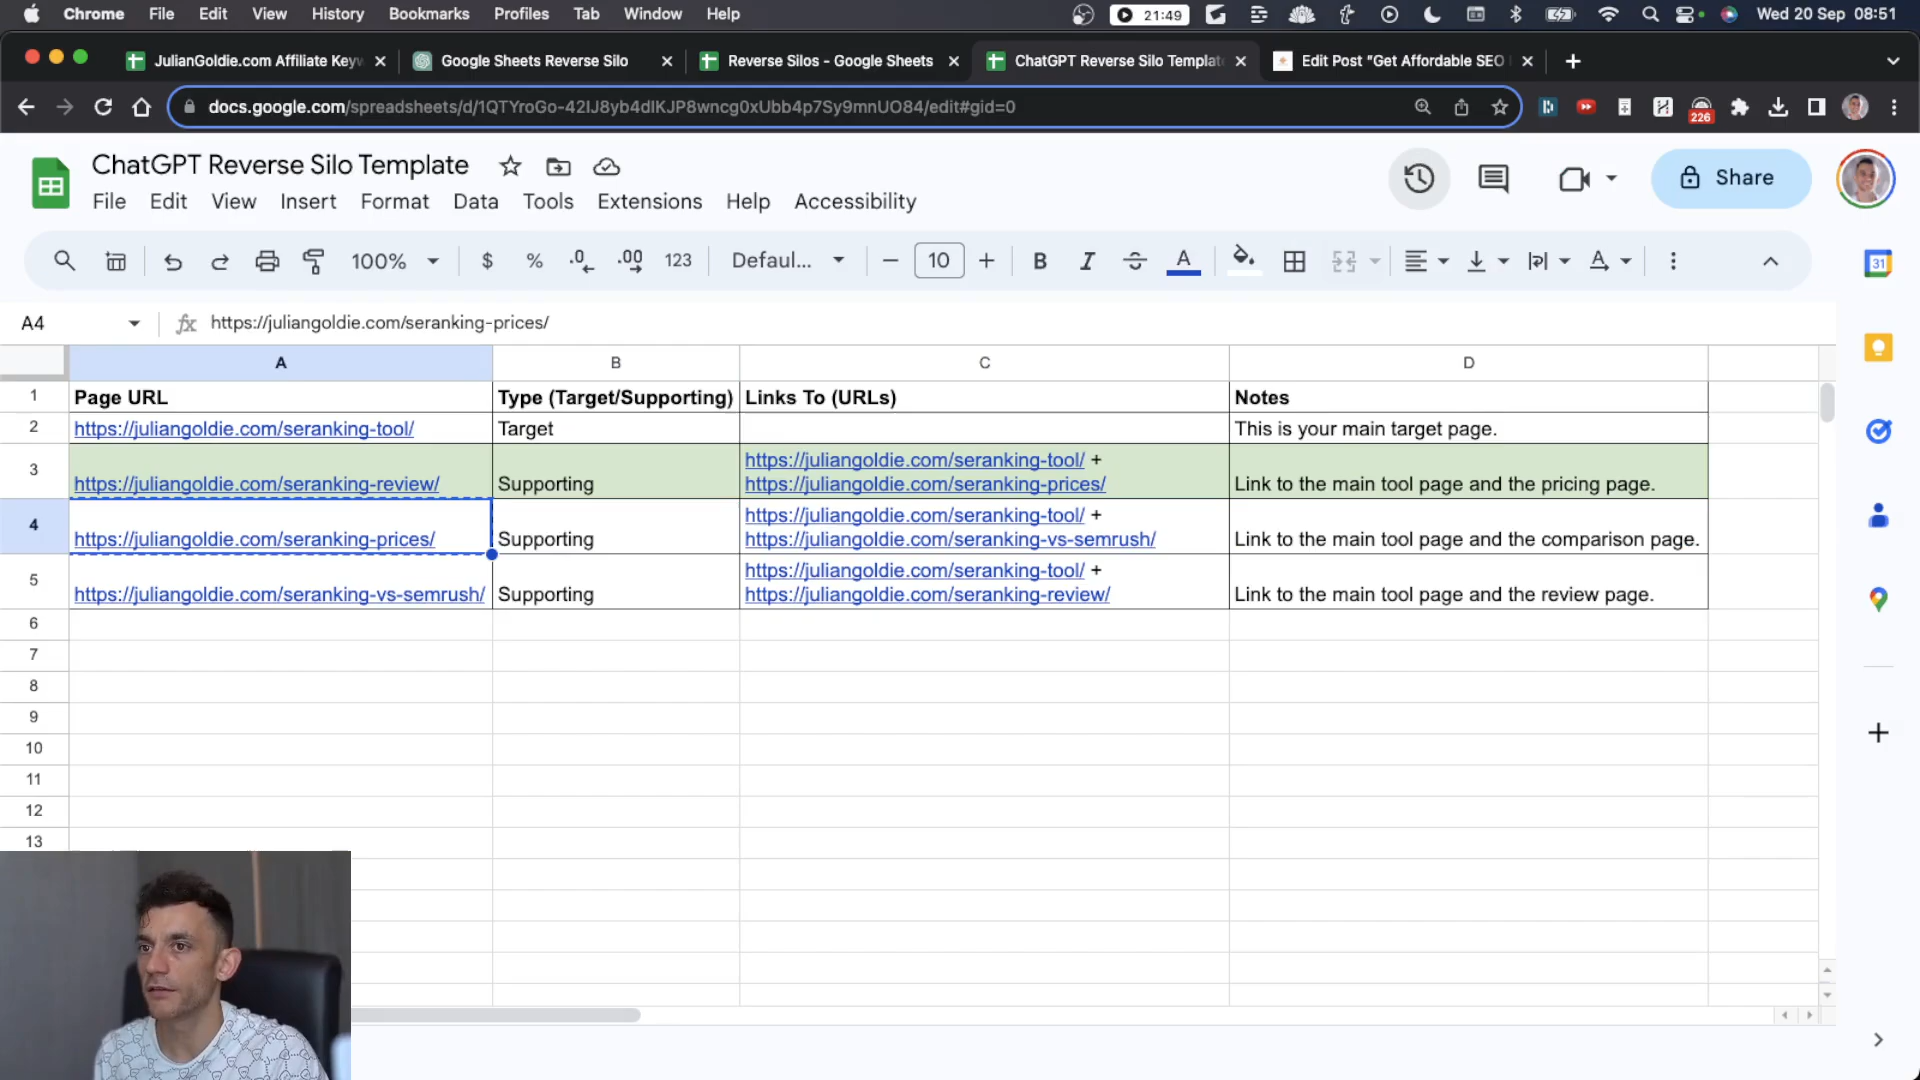 Chrome File Edit View History Bookmarks Profiles Tab Window Help 21:49 Wed 20 Sep 08:51
JulianGoldie.com Affiliate Keyw Google Sheets Reverse Silo Reverse Silos - Google Sheets ChatGPT Reverse Silo Template Edit Post "Get Affordable SEO
docs.google.com/spreadsheets/d/1QTYroGo-42IJ8yb4dIKJP8wncg0xUbb4p7Sy9mnUO84/edit#gid=0 226
ChatGPT Reverse Silo Template
Share
File Edit View Insert Format Data Tools Extensions Help Accessibility
100% $ % .0 .00 123 Defaul... 10 B I A
31
A4 fx https://juliangoldie.com/seranking-prices/
A B C D
1 Page URL Type (Target/Supporting) Links To (URLs) Notes
2 https://juliangoldie.com/seranking-tool/ Target This is your main target page.
https://juliangoldie.com/seranking-tool/ +
3 https://juliangoldie.com/seranking-review/ Supporting https://juliangoldie.com/seranking-prices/ Link to the main tool page and the pricing page.
https://juliangoldie.com/seranking-tool/ +
4 https://juliangoldie.com/seranking-prices/ Supporting https://juliangoldie.com/seranking-vs-semrush/ Link to the main tool page and the comparison page.
https://juliangoldie.com/seranking-tool/ +
5 https://juliangoldie.com/seranking-vs-semrush/ Supporting https://juliangoldie.com/seranking-review/ Link to the main tool page and the review page.
6
7
8
9
10
11
12
13